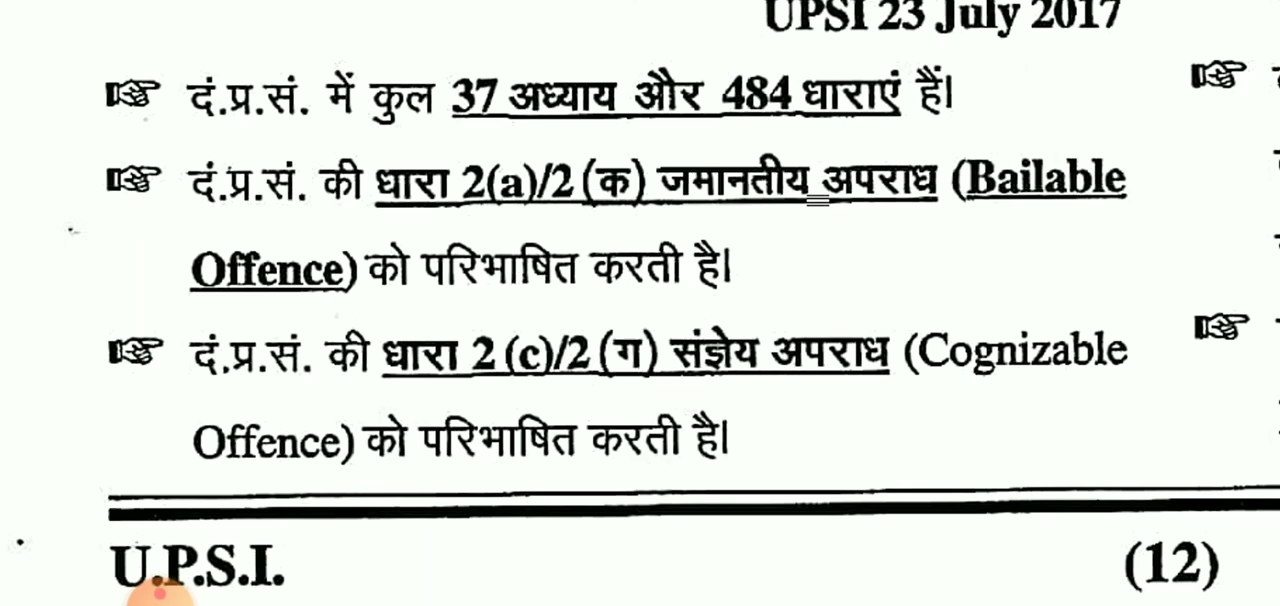 UPSI 23 July 2017
☞ दं.प्र.सं. में कुल 37 अध्याय और 484 धाराएं हैं।
☞ दं.प्र.सं. की धारा 2(a)/2 (क) जमानतीय अपराध (Bailable
Offence) को परिभाषित करती है।
☞ दं.प्र.सं. की धारा 2 (c)/2 (ग) संज्ञेय अपराध (Cognizable
Offence) को परिभाषित करती है।
U.P.S.I. (12)